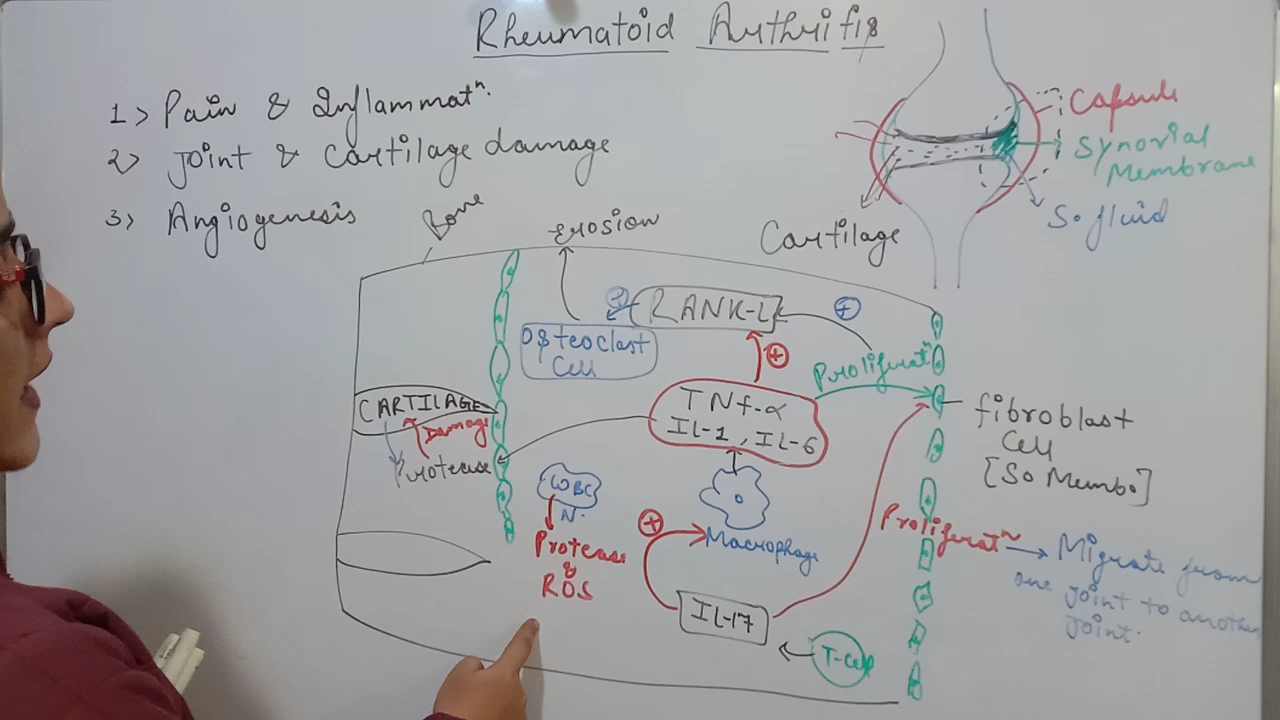 Rheumatoid Arthritis
1> Pain & Inflammatⁿ.
2> Joint & Cartilage damage
3> Angiogenesis
Capsule
Synovial
Membrane
S. fluid
Cartilage
Bone
Erosion
RANK-L
+
Osteoclast
Cell
+
Proliferatⁿ
TNf-α
IL-1, IL-6
CARTILAGE
Damage
Protease
fibroblast
Cell
[So Memb.]
WBC
N.
Protease
&
ROS
Macrophage
+
Proliferatⁿ → Migrate from
one joint to another
joint.
IL-17
T-cell